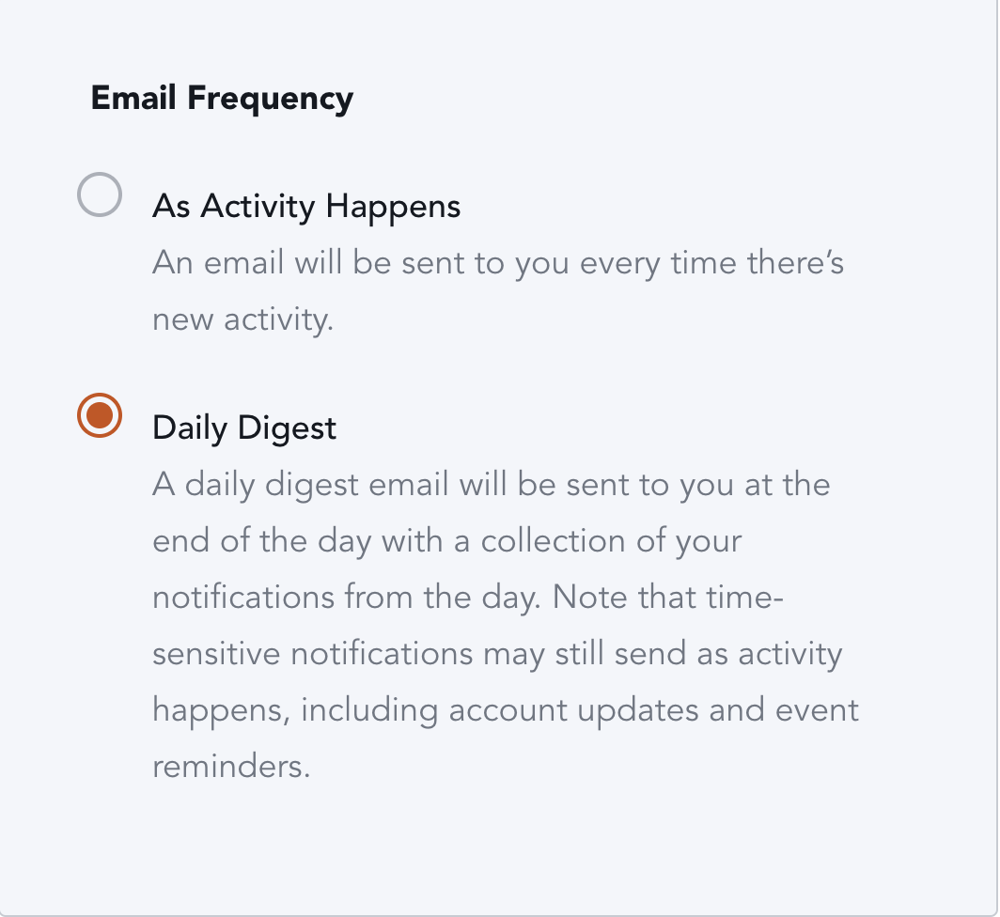 Email Frequency
As Activity Happens
An email will be sent to you every time there’s
new activity.
Daily Digest
A daily digest email will be sent to you at the
end of the day with a collection of your
notifications from the day. Note that time-
sensitive notifications may still send as activity
happens, including account updates and event
reminders.